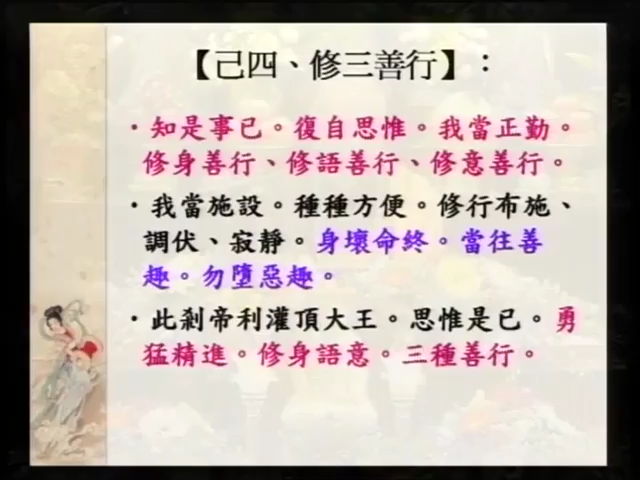 【己四、修三善行】：
・知是事已。復自思惟。我當正勤。
修身善行、修語善行、修意善行。
・我當施設。種種方便。修行布施、
調伏、寂靜。身壞命終。當往善
趣。勿墮惡趣。
・此剎帝利灌頂大王。思惟是已。勇
猛精進。修身語意。三種善行。